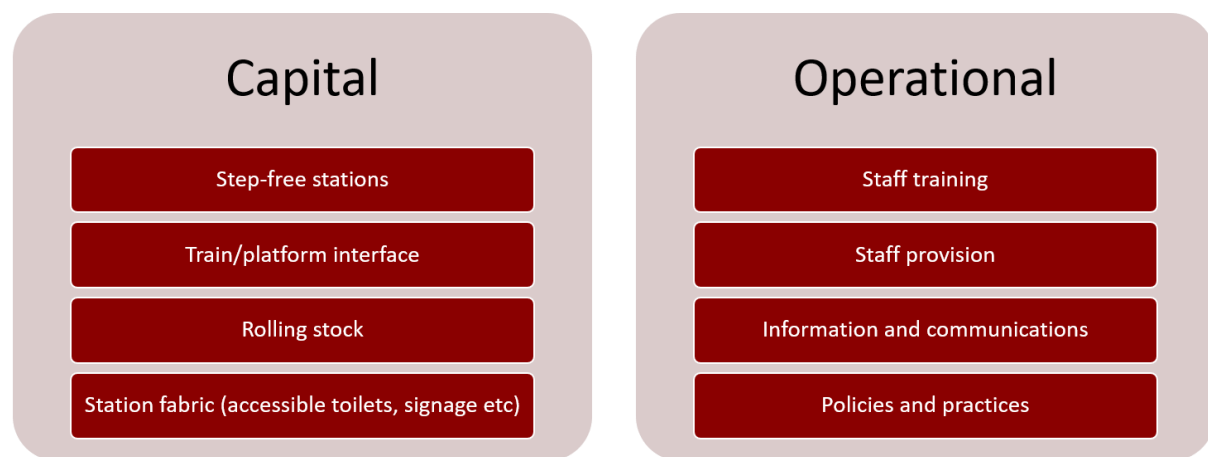 Capital
Step-free stations
Train/platform interface
Rolling stock
Station fabric (accessible toilets, signage etc)
Operational
Staff training
Staff provision
Information and communications
Policies and practices